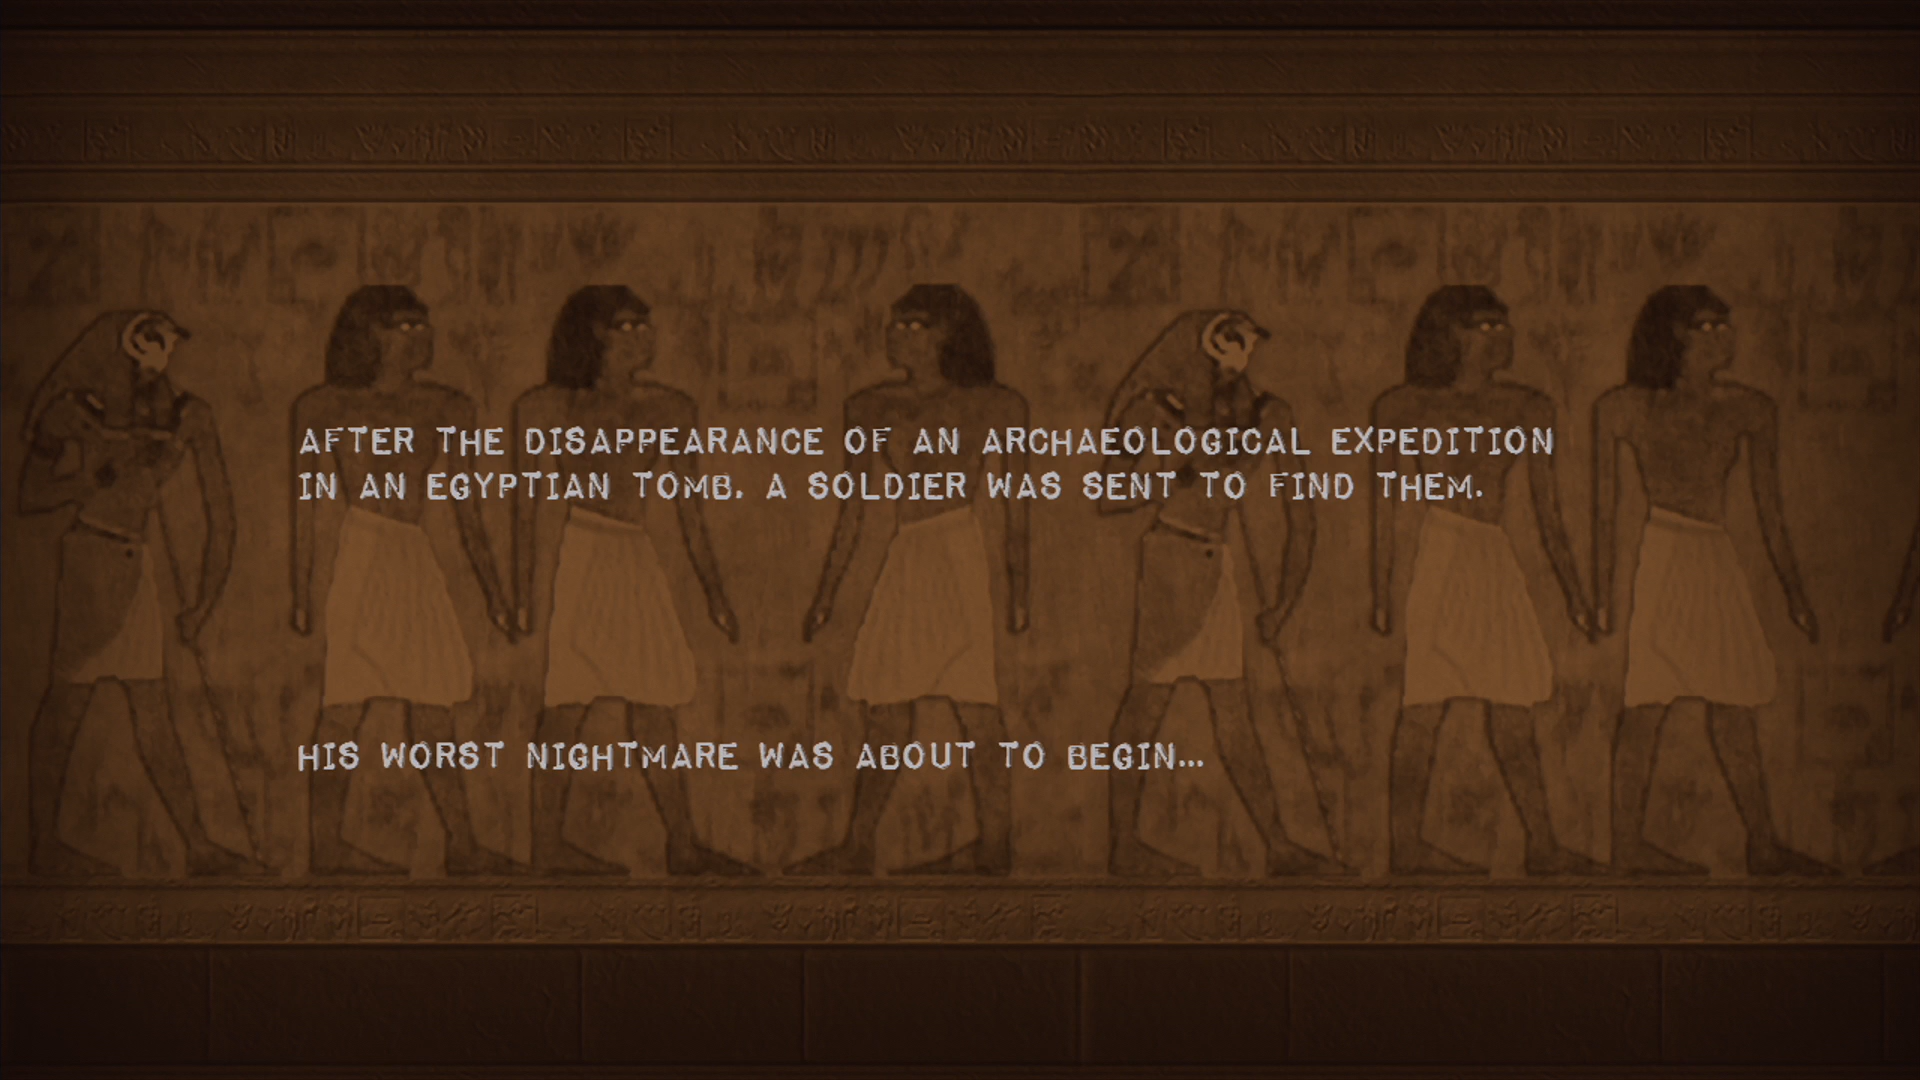 AFTER THE DISAPPEARANCE OF AN ARCHAEOLOGICAL EXPEDITION
IN AN EGYPTIAN TOMB. A SOLDIER WAS SENT TO FIND THEM.
HIS WORST NIGHTMARE WAS ABOUT TO BEGIN...